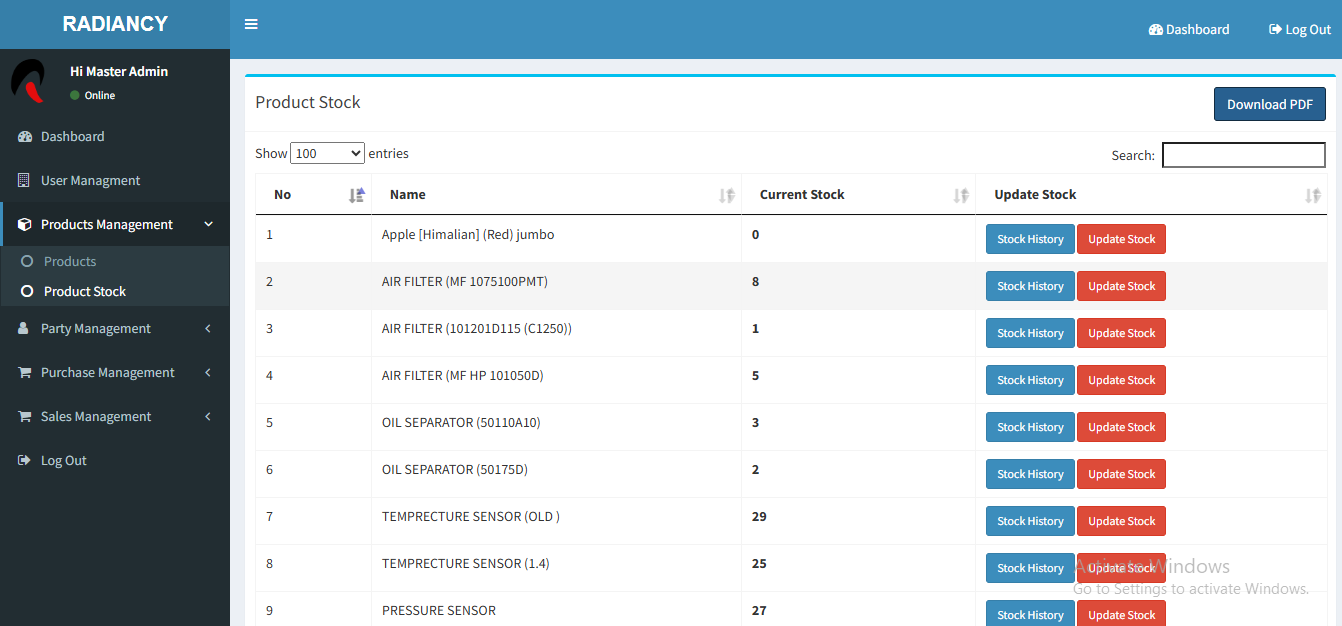 RADIANCY
Dashboard
Log Out
Hi Master Admin
Online
Dashboard
User Managment
Products Management
Products
Product Stock
Party Management
Purchase Management
Sales Management
Log Out
Product Stock
Download PDF
Show 100 entries
Search:
No Name Current Stock Update Stock
1 Apple [Himalian] (Red) jumbo 0 Stock History Update Stock
2 AIR FILTER (MF 1075100PMT) 8 Stock History Update Stock
3 AIR FILTER (101201D115 (C1250)) 1 Stock History Update Stock
4 AIR FILTER (MF HP 101050D) 5 Stock History Update Stock
5 OIL SEPARATOR (50110A10) 3 Stock History Update Stock
6 OIL SEPARATOR (50175D) 2 Stock History Update Stock
7 TEMPRECTURE SENSOR (OLD ) 29 Stock History Update Stock
8 TEMPRECTURE SENSOR (1.4) 25 Stock History Update Stock
9 PRESSURE SENSOR 27 Stock History Update Stock
Activate Windows
Go to Settings to activate Windows.